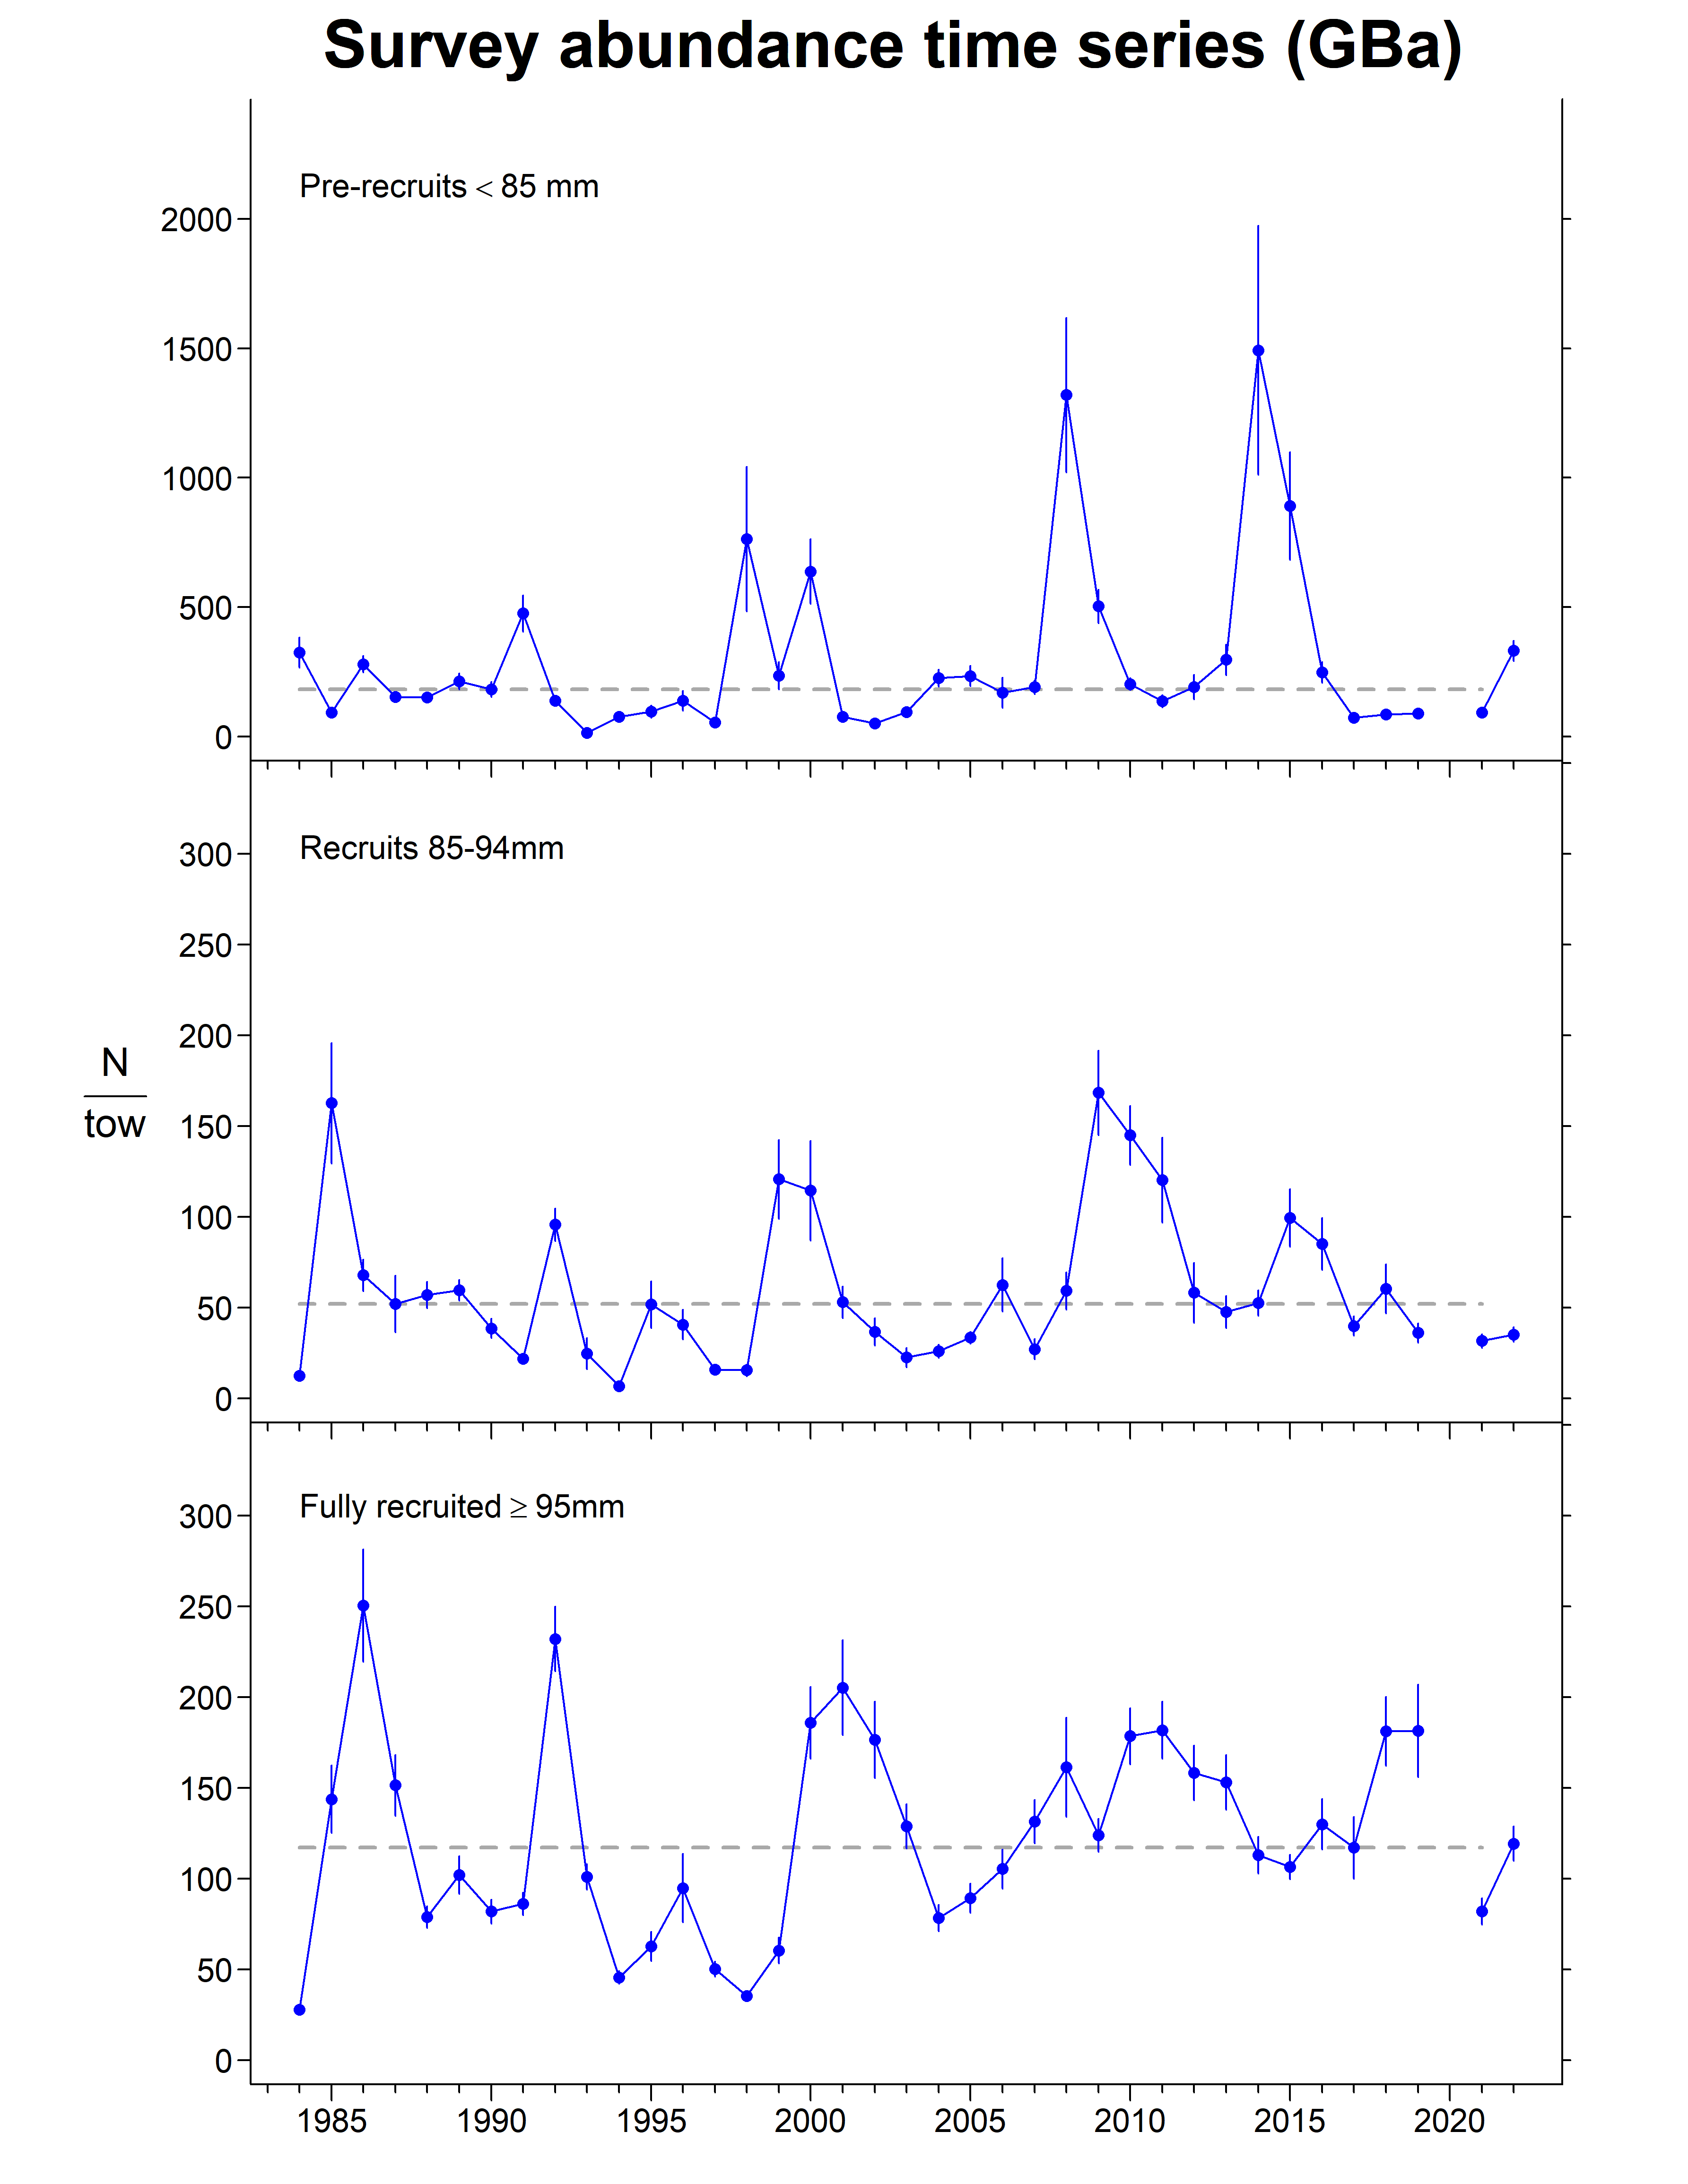 Survey abundance time series (GBa)
Pre-recruits < 85 mm
2000
1500
1000
500
0
Recruits 85-94mm
300
250
200
150
100
50
0
N
tow
Fully recruited ≥ 95mm
300
250
200
150
100
50
0
1985 1990 1995 2000 2005 2010 2015 2020